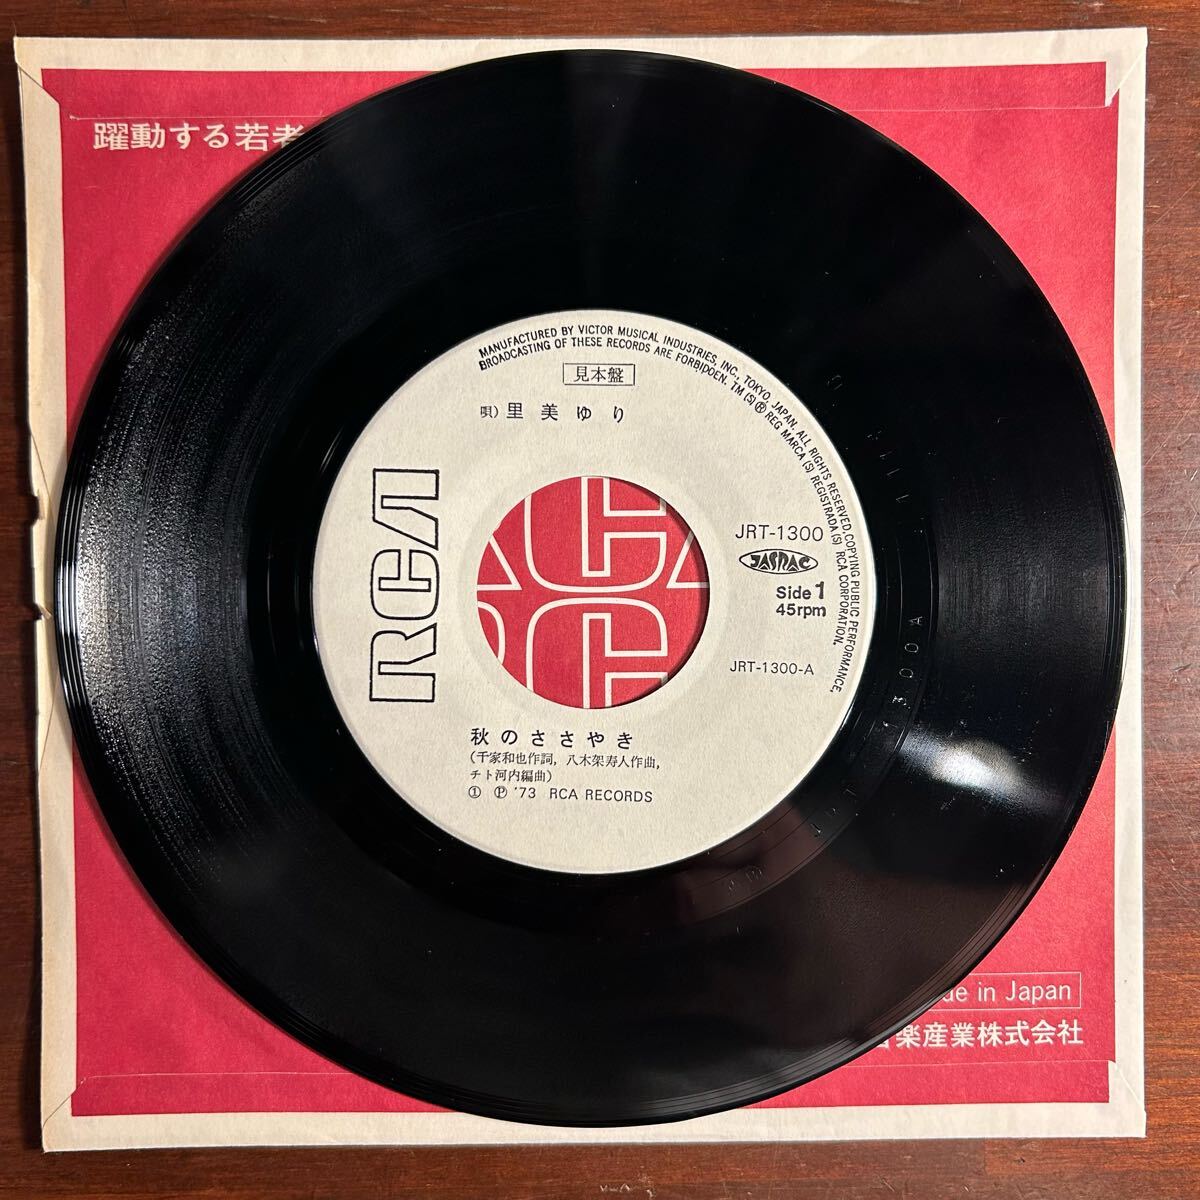 躍動する若者
MANUFACTURED BY VICTOR MUSICAL INDUSTRIES, INC., TOKYO, JAPAN. ALL RIGHTS RESERVED, COPYING PUBLIC PERFORMANCE,
BROADCASTING OF THESE RECORDS ARE FORBIDDEN. TM(S)® REG MARCA(S) REGISTRADA(S) RCA CORPORATION.
見本盤
唄) 里美ゆり
RCA
JRT-1300
JASRAC
Side 1
45rpm
JRT-1300-A
秋のささやき
(千家和也作詞, 八木架寿人作曲,
チト河内編曲)
① Ⓟ '73 RCA RECORDS
in Japan
楽産業株式会社